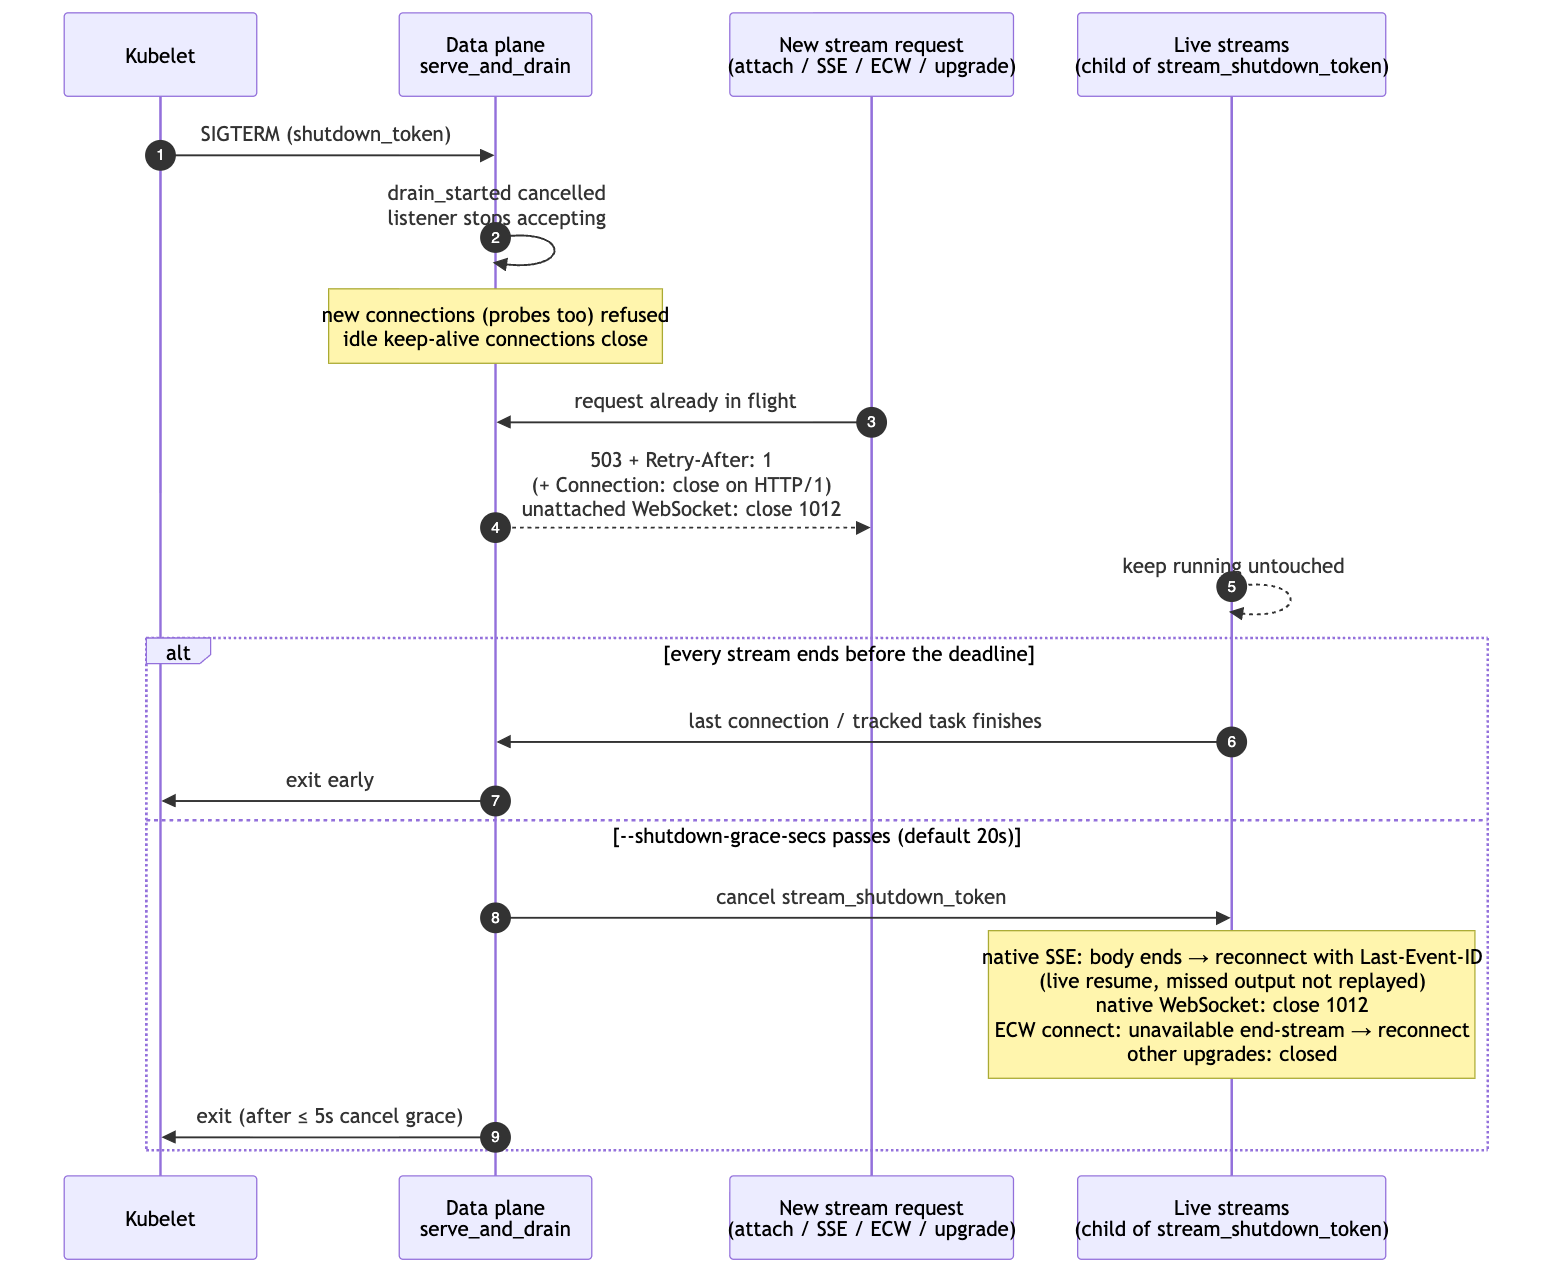 Kubelet
Data plane
serve_and_drain
New stream request
(attach / SSE / ECW / upgrade)
Live streams
(child of stream_shutdown_token)
SIGTERM (shutdown_token)
1
drain_started cancelled
listener stops accepting
2
new connections (probes too) refused
idle keep-alive connections close
request already in flight
3
503 + Retry-After: 1
(+ Connection: close on HTTP/1)
unattached WebSocket: close 1012
4
keep running untouched
5
alt
[every stream ends before the deadline]
last connection / tracked task finishes
6
exit early
7
[--shutdown-grace-secs passes (default 20s)]
cancel stream_shutdown_token
8
native SSE: body ends → reconnect with Last-Event-ID
(live resume, missed output not replayed)
native WebSocket: close 1012
ECW connect: unavailable end-stream → reconnect
other upgrades: closed
exit (after ≤ 5s cancel grace)
9
Kubelet
Data plane
serve_and_drain
New stream request
(attach / SSE / ECW / upgrade)
Live streams
(child of stream_shutdown_token)